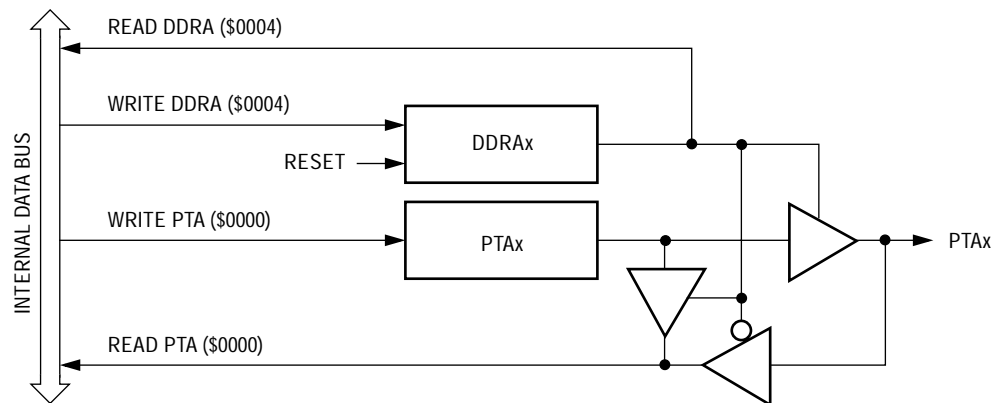 READ DDRA ($0004)
WRITE DDRA ($0004)
DDRAx
RESET
INTERNAL DATA BUS
WRITE PTA ($0000)
PTAx
PTAx
READ PTA ($0000)